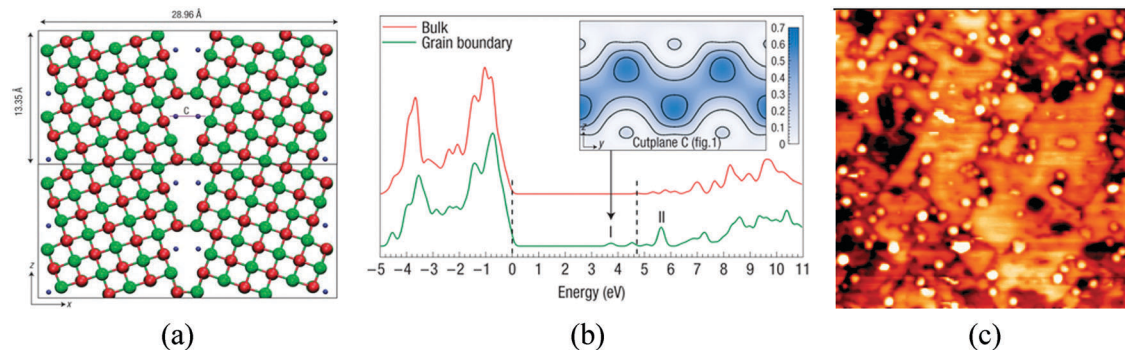 28.96 Å
13.35 Å
C
z
x
(a)
Bulk
Grain boundary
0.7
0.6
0.5
0.4
0.3
0.2
0.1
0
z
y
Cutplane C (fig.1)
I
II
–5 –4 –3 –2 –1 0 1 2 3 4 5 6 7 8 9 10 11
Energy (eV)
(b)
(c)